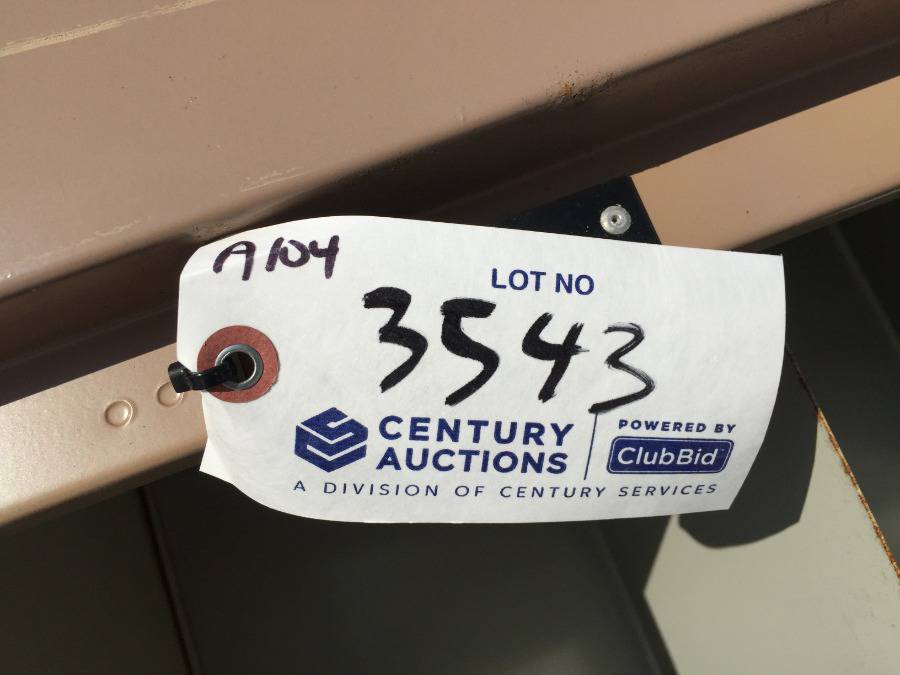 A104
LOT NO
3543
CENTURY
AUCTIONS
POWERED BY
ClubBid
A DIVISION OF CENTURY SERVICES